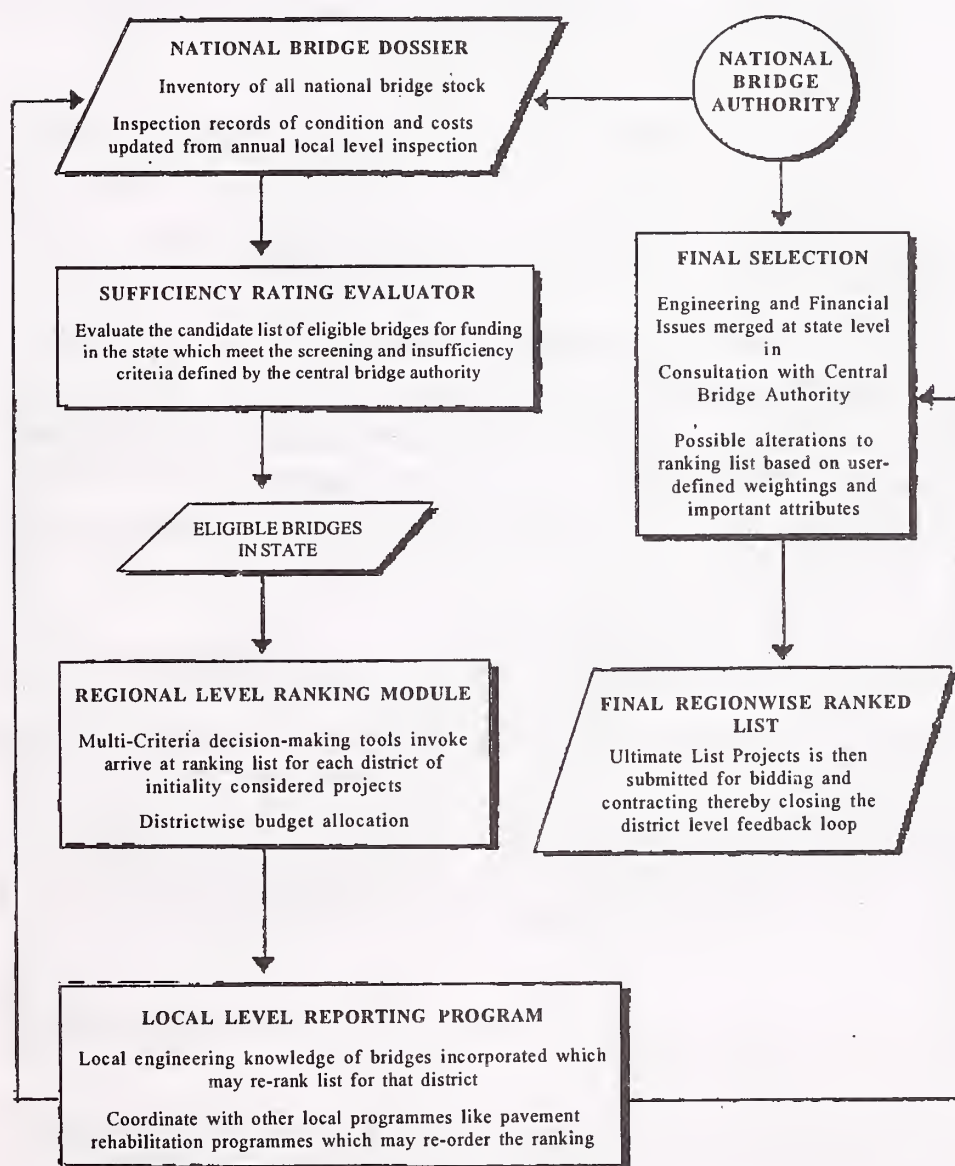 NATIONAL BRIDGE DOSSIER
Inventory of all national bridge stock
Inspection records of condition and costs
updated from annual local level inspection
NATIONAL
BRIDGE
AUTHORITY
SUFFICIENCY RATING EVALUATOR
Evaluate the candidate list of eligible bridges for funding
in the state which meet the screening and insufficiency
criteria defined by the central bridge authority
FINAL SELECTION
Engineering and Financial
Issues merged at state level
in
Consultation with Central
Bridge Authority
Possible alterations to
ranking list based on user-
defined weightings and
important attributes
ELIGIBLE BRIDGES
IN STATE
REGIONAL LEVEL RANKING MODULE
Multi-Criteria decision-making tools invoke
arrive at ranking list for each district of
initiality considered projects
Districtwise budget allocation
FINAL REGIONWISE RANKED
LIST
Ultimate List Projects is then
submitted for bidding and
contracting thereby closing the
district level feedback loop
LOCAL LEVEL REPORTING PROGRAM
Local engineering knowledge of bridges incorporated which
may re-rank list for that district
Coordinate with other local programmes like pavement
rehabilitation programmes which may re-order the ranking